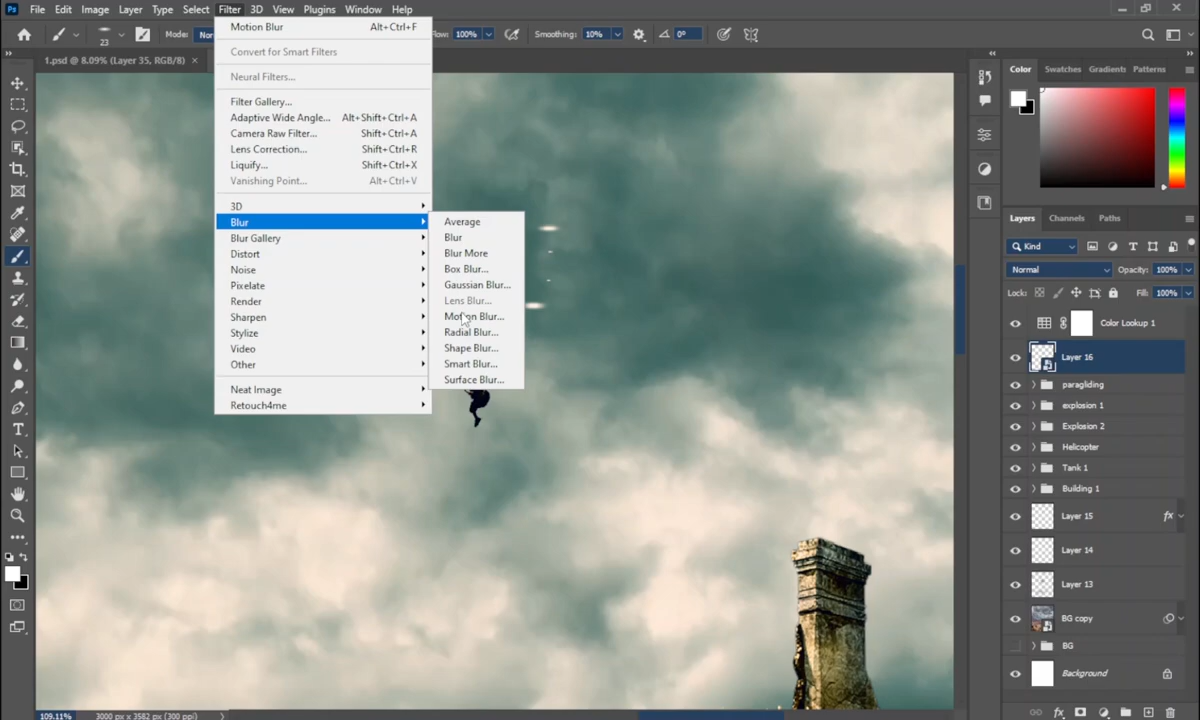 Ps File Edit Image Layer Type Select Filter 3D View Plugins Window Help
23 Mode: Flow: 100% Smoothing: 10% 0°
1.psd @ 8.09% (Layer 35, RGB/8) ×
Motion Blur Alt+Ctrl+F
Convert for Smart Filters
Neural Filters...
Filter Gallery...
Adaptive Wide Angle... Alt+Shift+Ctrl+A
Camera Raw Filter... Shift+Ctrl+A
Lens Correction... Shift+Ctrl+R
Liquify... Shift+Ctrl+X
Vanishing Point... Alt+Ctrl+V
3D
Blur
Blur Gallery
Distort
Noise
Pixelate
Render
Sharpen
Stylize
Video
Other
Neat Image
Retouch4me
Average
Blur
Blur More
Box Blur...
Gaussian Blur...
Lens Blur...
Motion Blur...
Radial Blur...
Shape Blur...
Smart Blur...
Surface Blur...
Color Swatches Gradients Patterns
Layers Channels Paths
Kind
Normal Opacity: 100%
Lock: Fill: 100%
Color Lookup 1
Layer 16
paragliding
explosion 1
Explosion 2
Helicopter
Tank 1
Building 1
Layer 15 fx
Layer 14
Layer 13
BG copy
BG
Background
fx
109.11% 3000 px x 3582 px (300 ppi)